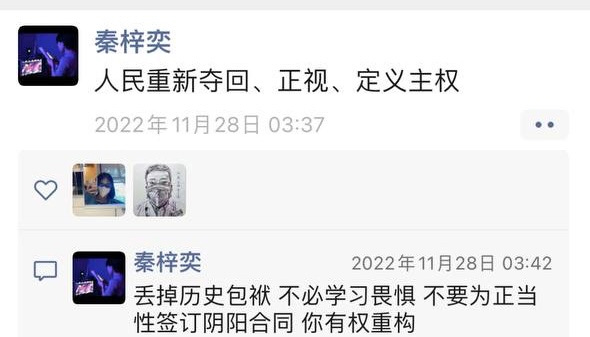 秦梓奕
人民重新夺回、正视、定义主权
2022年11月28日 03:37
秦梓奕 2022年11月28日 03:42
丢掉历史包袱 不必学习畏惧 不要为正当
性签订阴阳合同 你有权重构